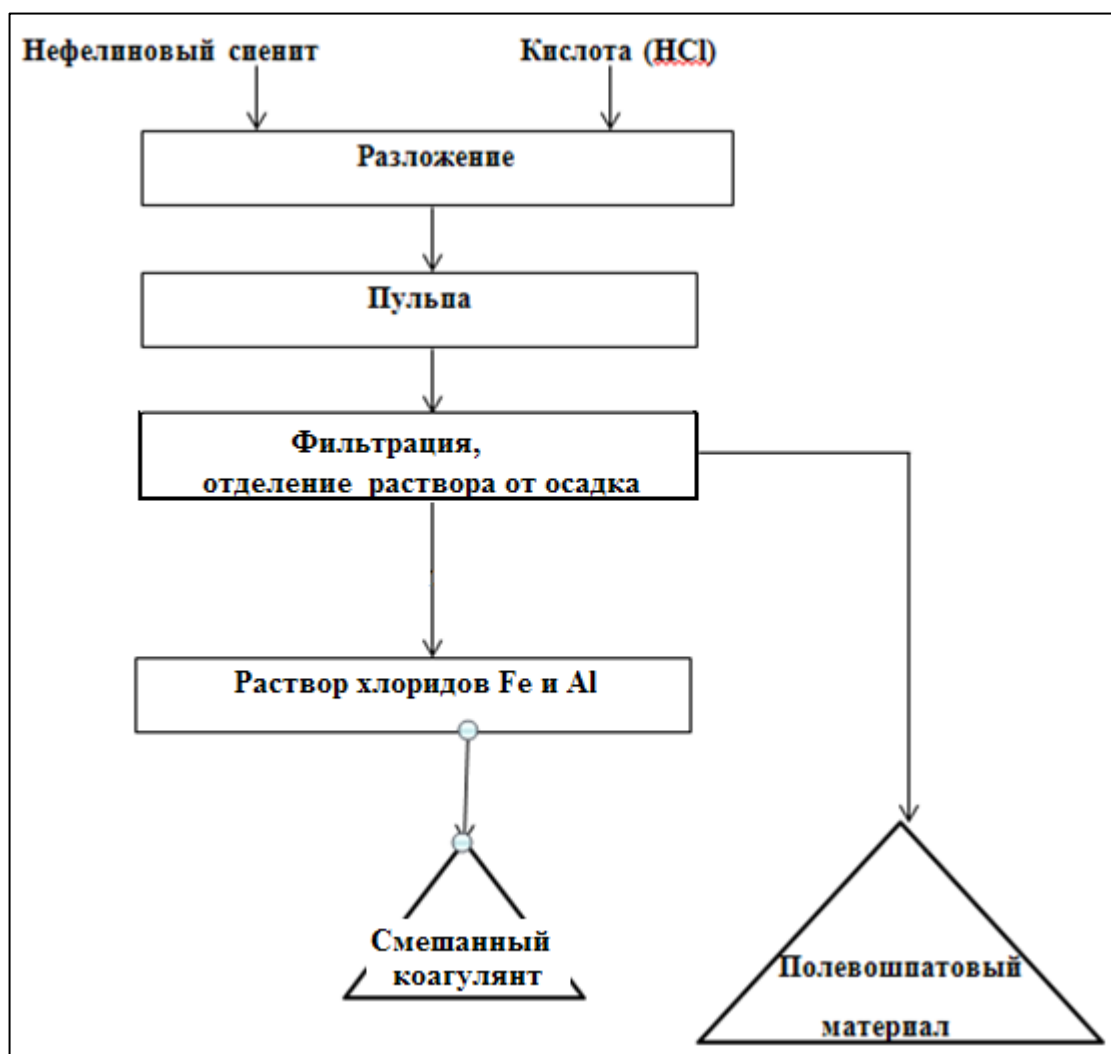 Нефелиновый сиенит
Кислота (HCl)
Разложение
Пульпа
Фильтрация,
отделение раствора от осадка
Раствор хлоридов Fe и Al
Смешанный
коагулянт
Полевошпатовый
материал